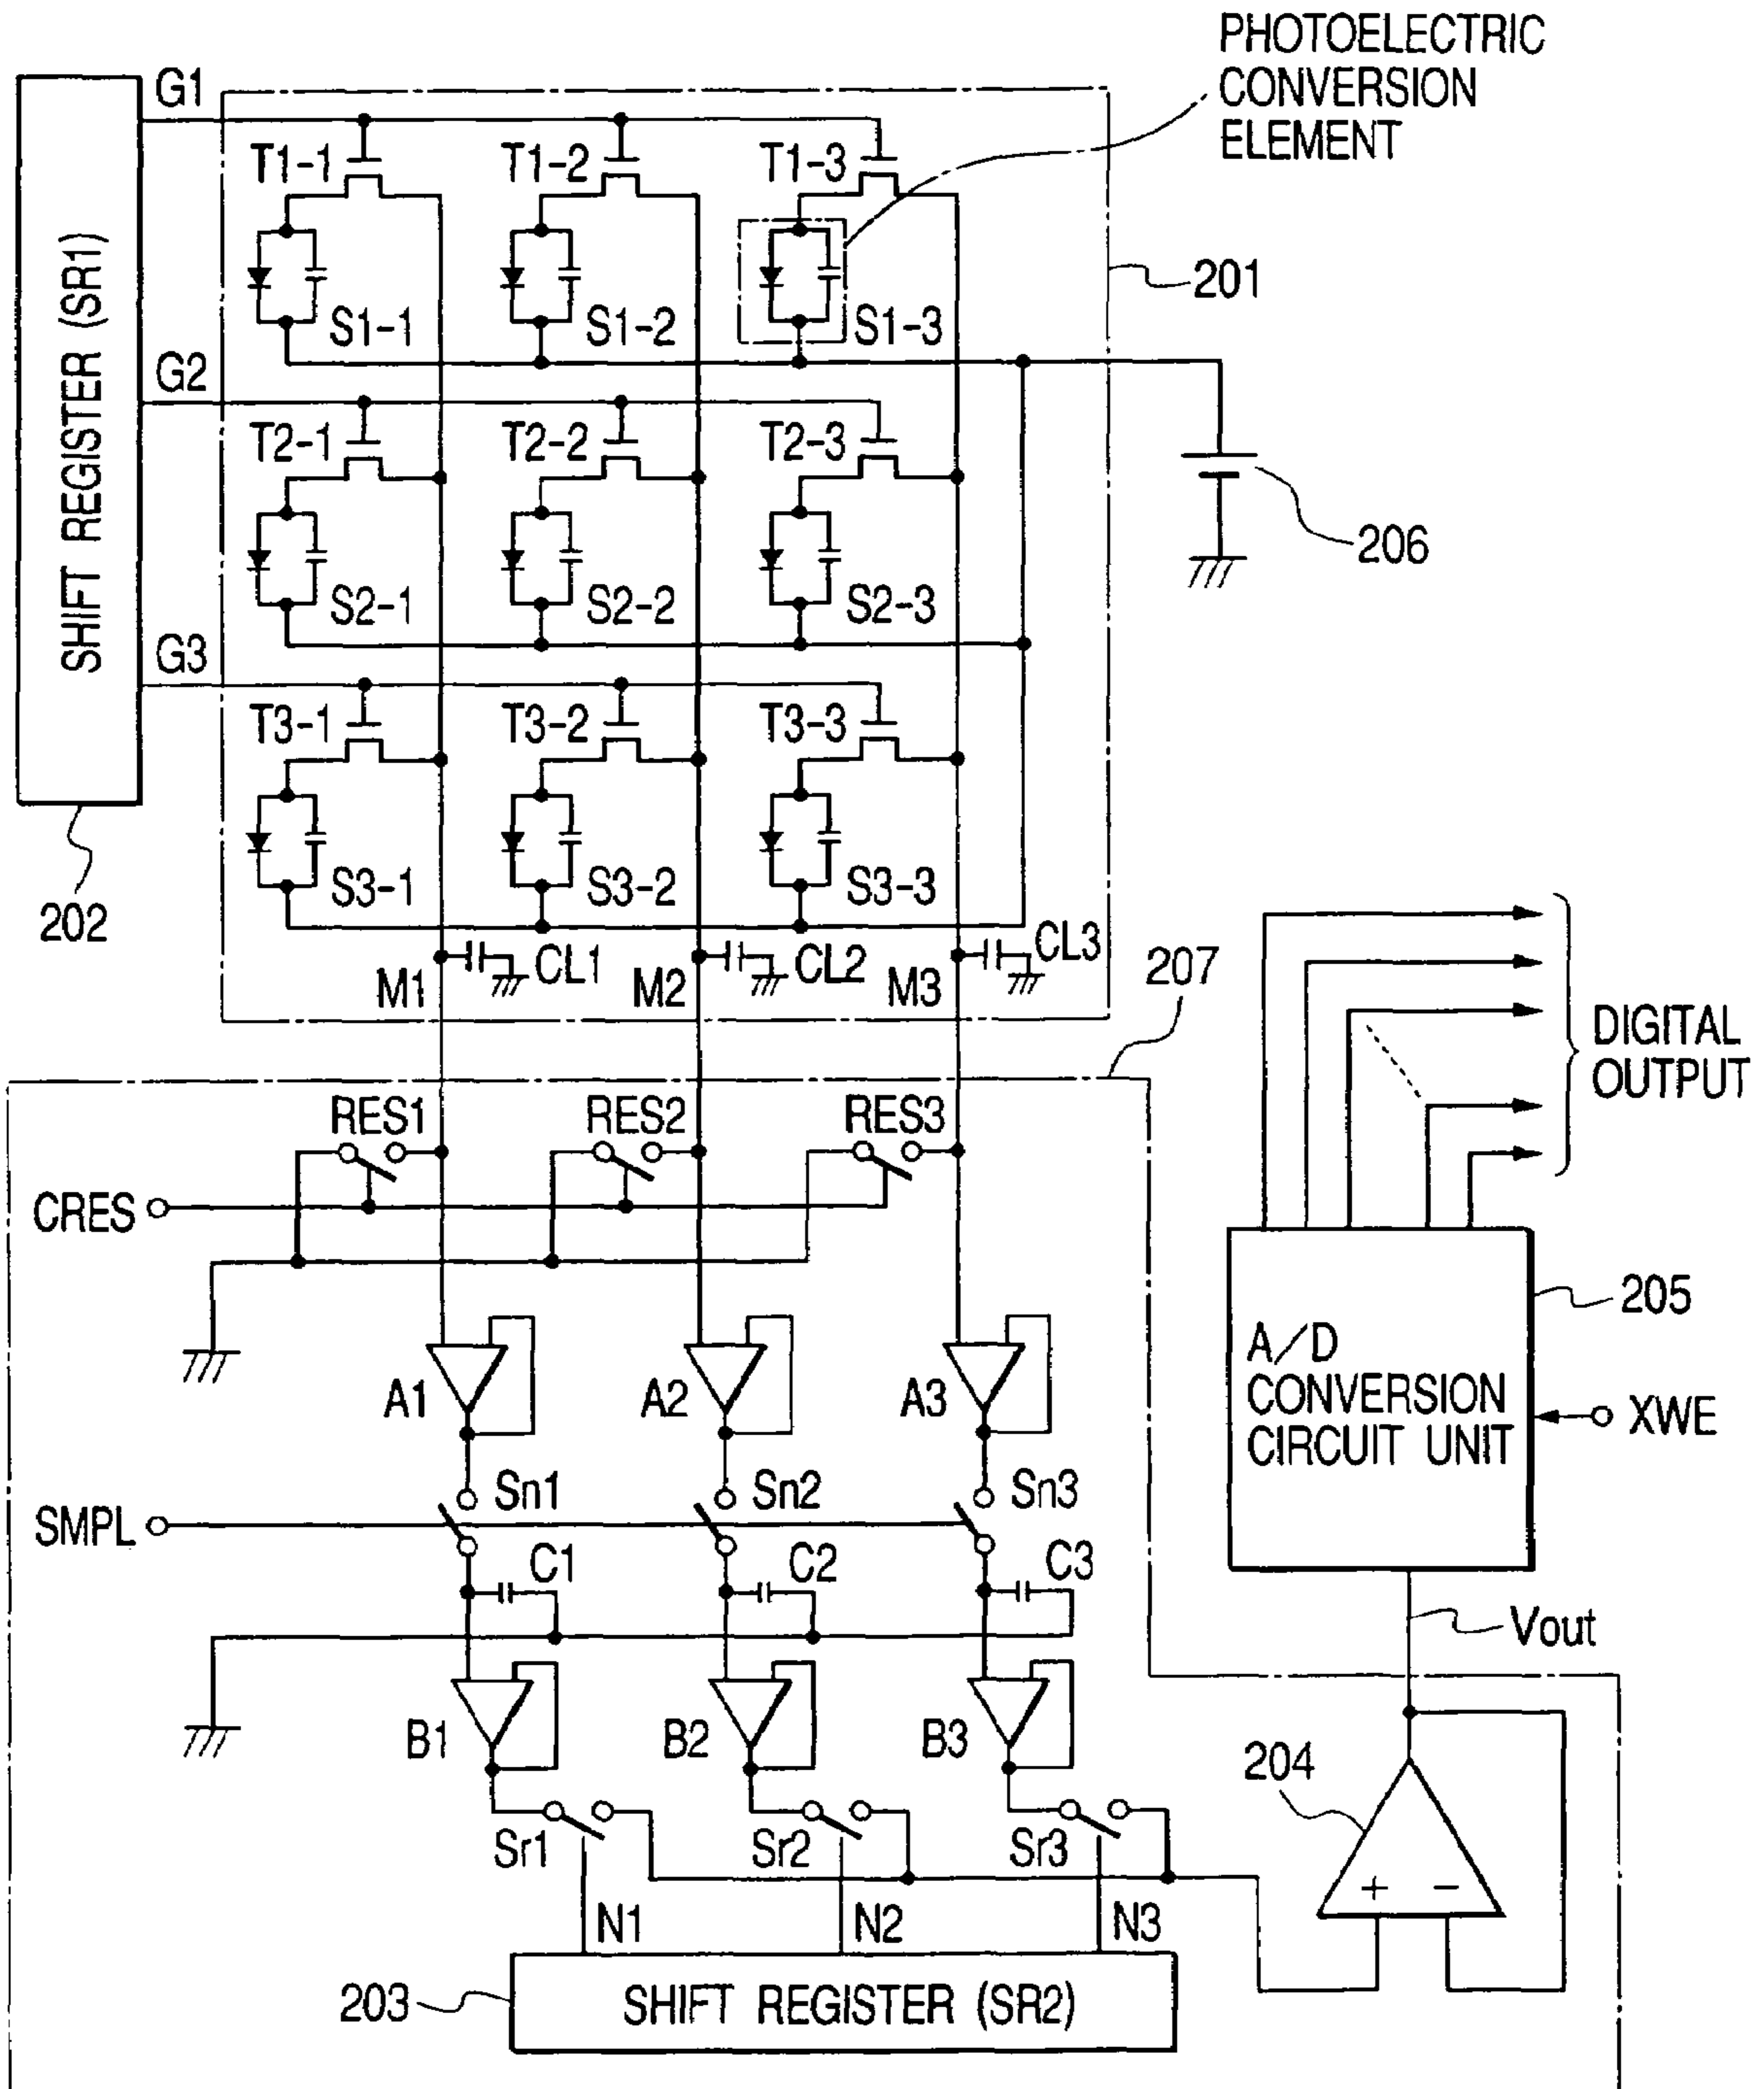 PHOTOELECTRIC
CONVERSION
ELEMENT
G1
T1-1
T1-2
T1-3
S1-1
S1-2
S1-3
201
SHIFT REGISTER (SR1)
G2
T2-1
T2-2
T2-3
206
S2-1
S2-2
S2-3
G3
T3-1
T3-2
T3-3
S3-1
S3-2
S3-3
202
M1
CL1
M2
CL2
M3
CL3
207
DIGITAL
OUTPUT
RES1
RES2
RES3
CRES
205
A/D
CONVERSION
CIRCUIT UNIT
XWE
A1
A2
A3
Sn1
Sn2
Sn3
SMPL
C1
C2
C3
Vout
B1
B2
B3
204
Sr1
Sr2
Sr3
+ −
N1
N2
N3
203
SHIFT REGISTER (SR2)